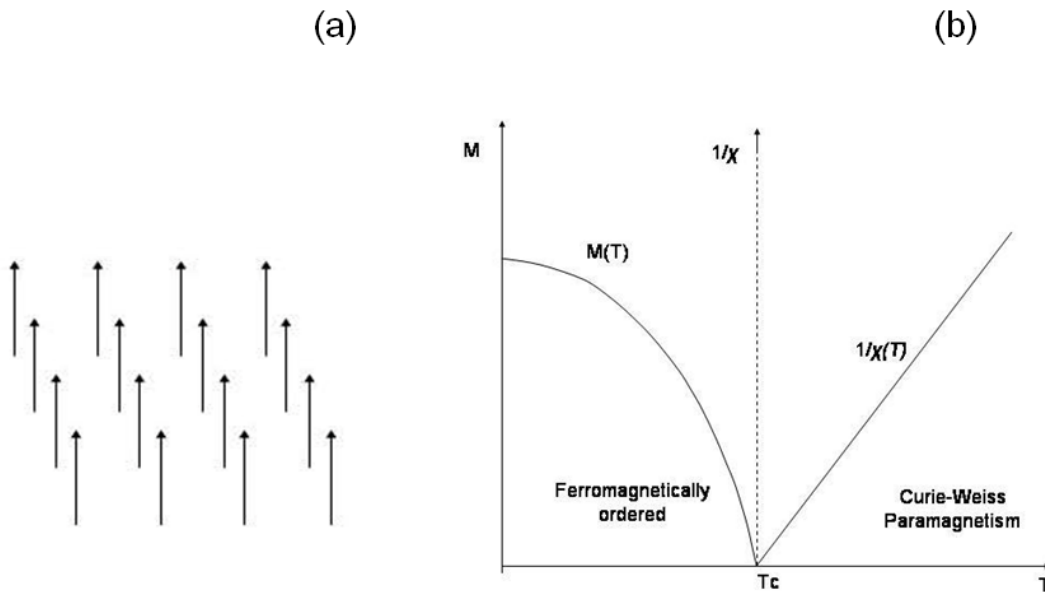 (a)
(b)
M
1/χ
M(T)
1/χ(T)
Ferromagnetically
ordered
Curie-Weiss
Paramagnetism
Tc
T